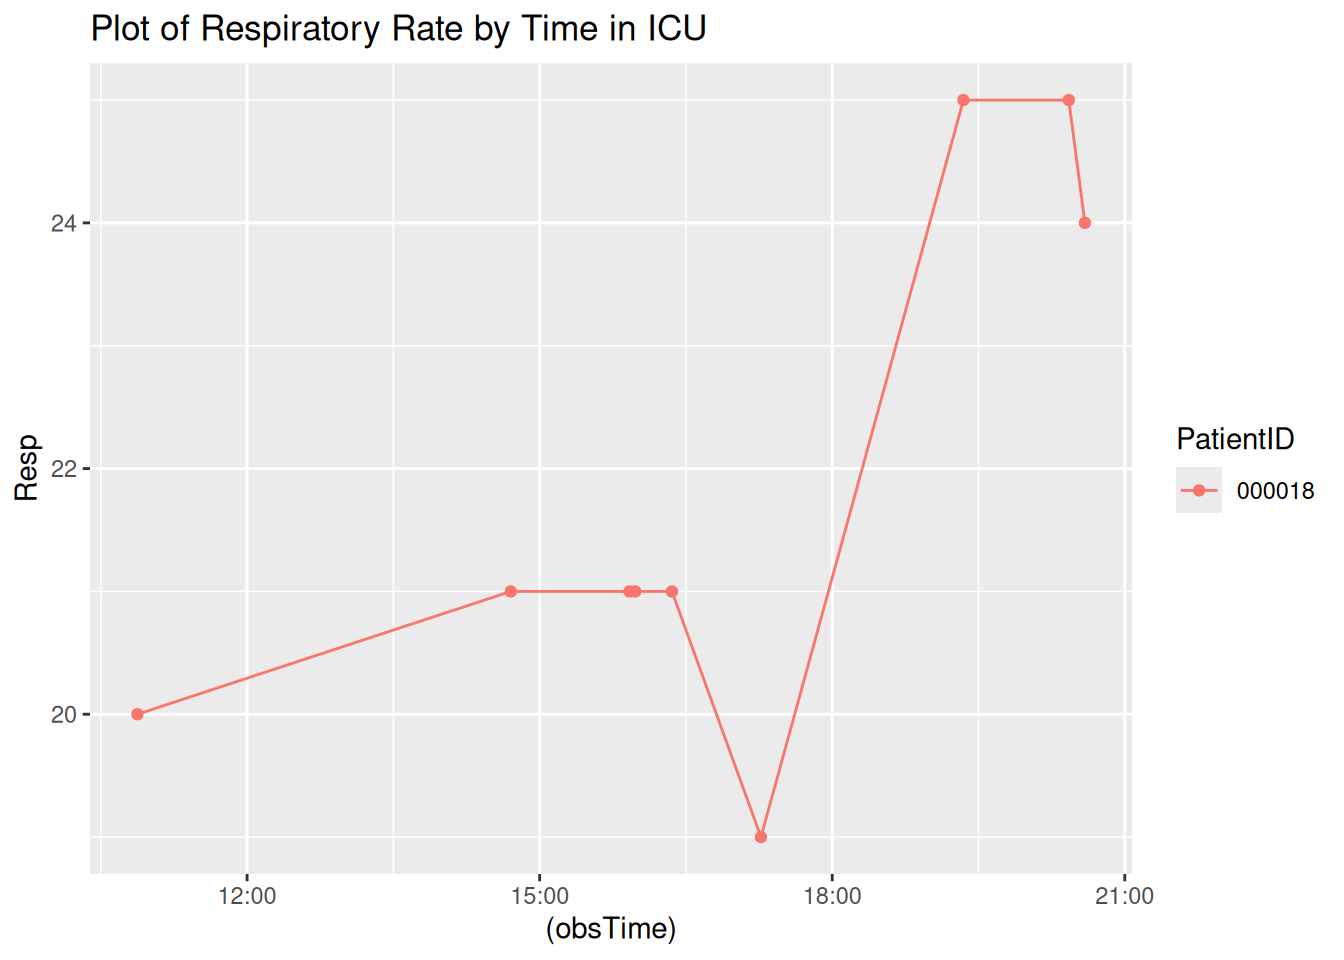 Plot of Respiratory Rate by Time in ICU
Resp
24
22
20
12:00 15:00 18:00 21:00
(obsTime)
PatientID
000018